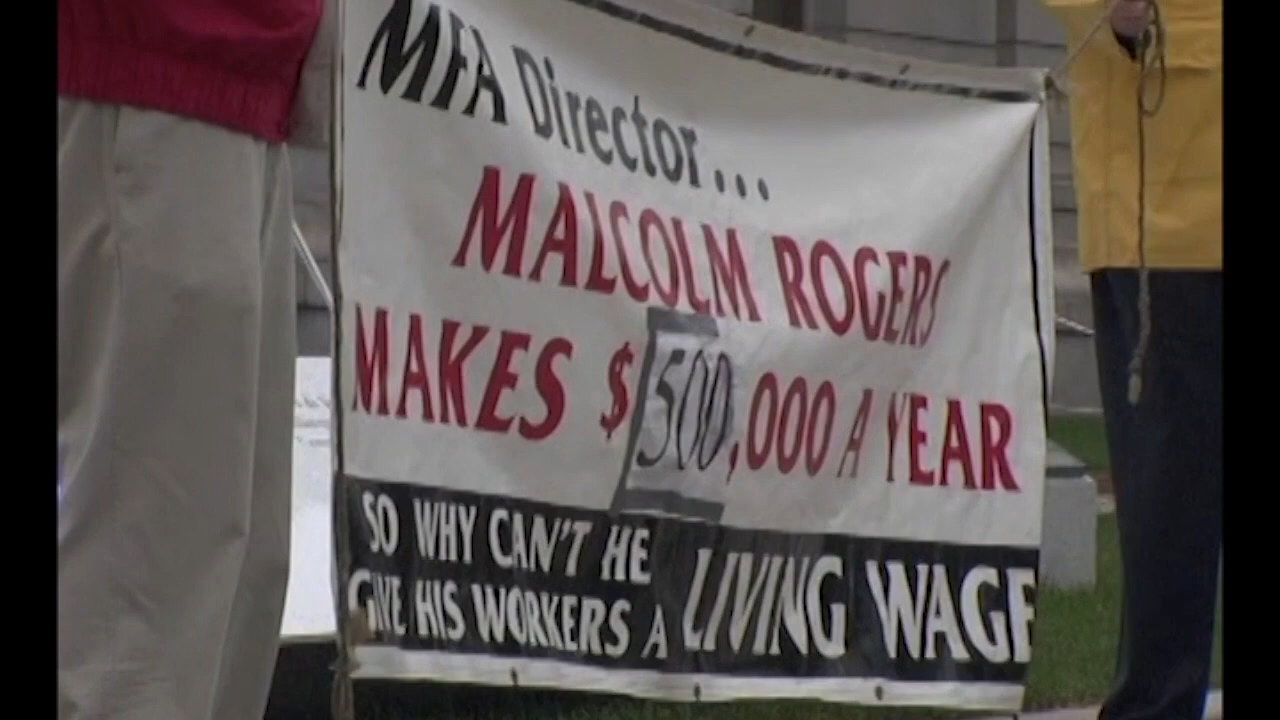 MFA Director...
MALCOLM ROGERS
MAKES $500,000 A YEAR
SO WHY CAN'T HE
GIVE HIS WORKERS A LIVING WAGE